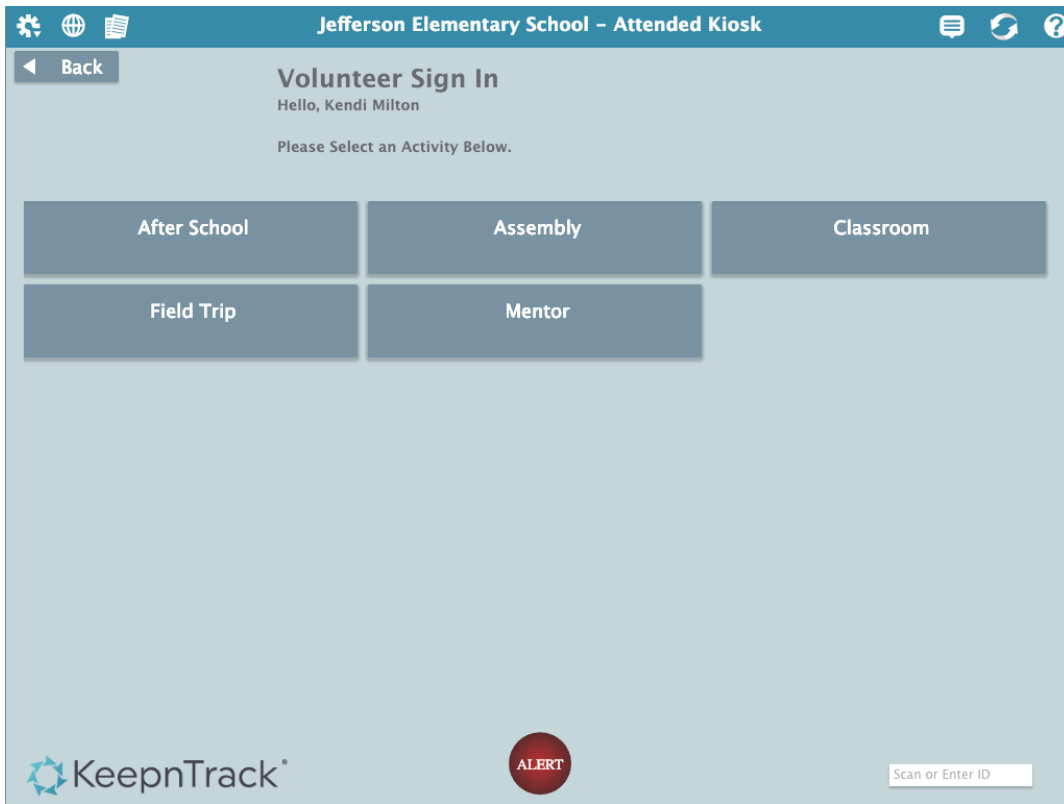 Jefferson Elementary School – Attended Kiosk
?
Back
Volunteer Sign In
Hello, Kendi Milton
Please Select an Activity Below.
After School
Assembly
Classroom
Field Trip
Mentor
KeepnTrack
ALERT
Scan or Enter ID